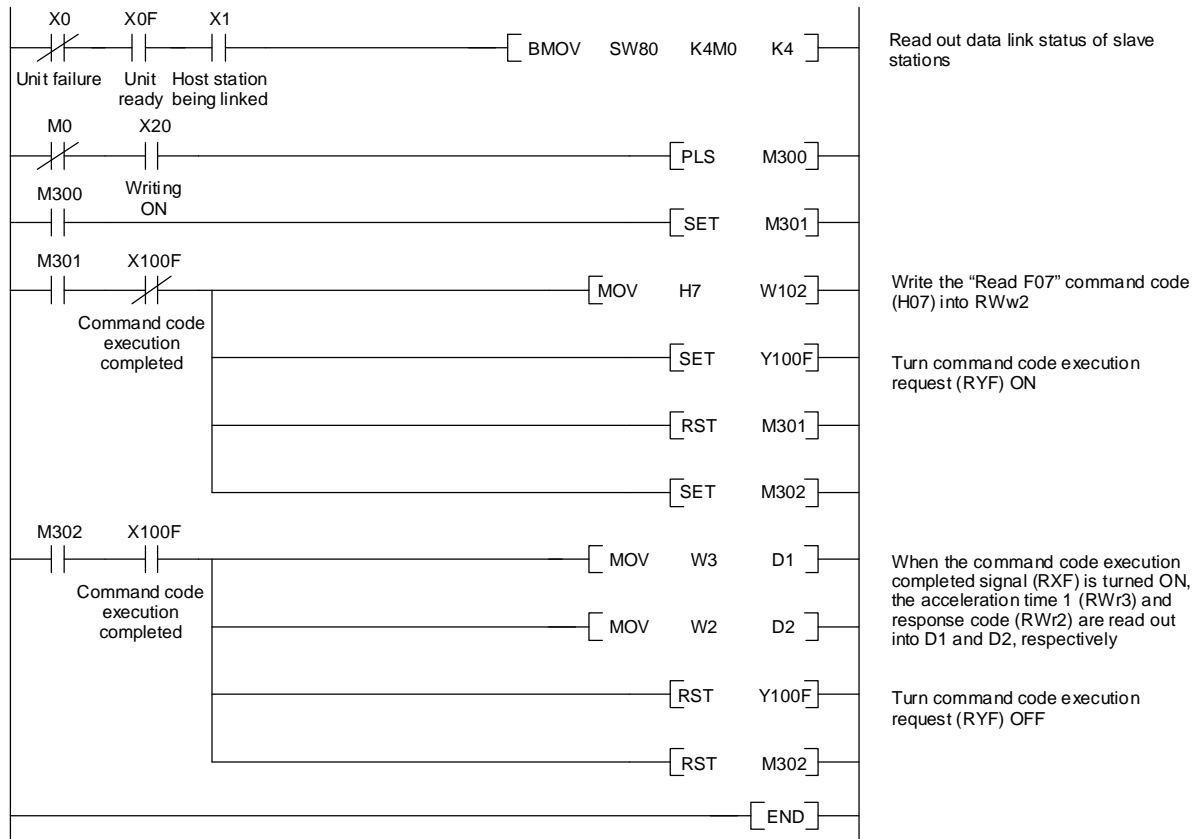 X0 X0F X1
BMOV SW80 K4M0 K4
Read out data link status of slave
stations
Unit failure Unit Host station
ready being linked
M0 X20
PLS M300
M300 Writing
ON
SET M301
M301 X100F
MOV H7 W102
Write the “Read F07” command code
(H07) into RWw2
Command code
execution
completed
SET Y100F
Turn command code execution
request (RYF) ON
RST M301
SET M302
M302 X100F
MOV W3 D1
When the command code execution
completed signal (RXF) is turned ON,
the acceleration time 1 (RWr3) and
response code (RWr2) are read out
into D1 and D2, respectively
Command code
execution
completed
MOV W2 D2
RST Y100F
Turn command code execution
request (RYF) OFF
RST M302
END